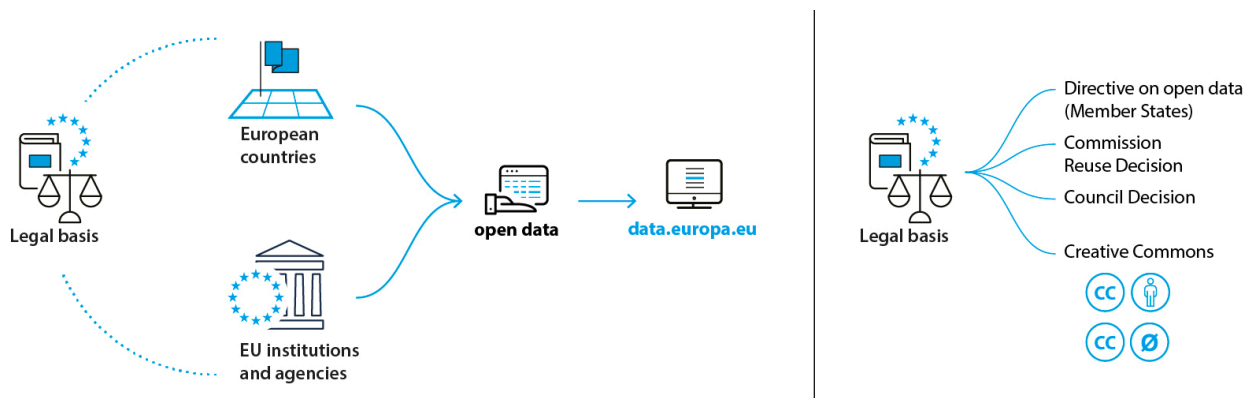 Legal basis
European
countries
EU institutions
and agencies
open data
data.europa.eu
Legal basis
Directive on open data
(Member States)
Commission
Reuse Decision
Council Decision
Creative Commons
cc
cc ø